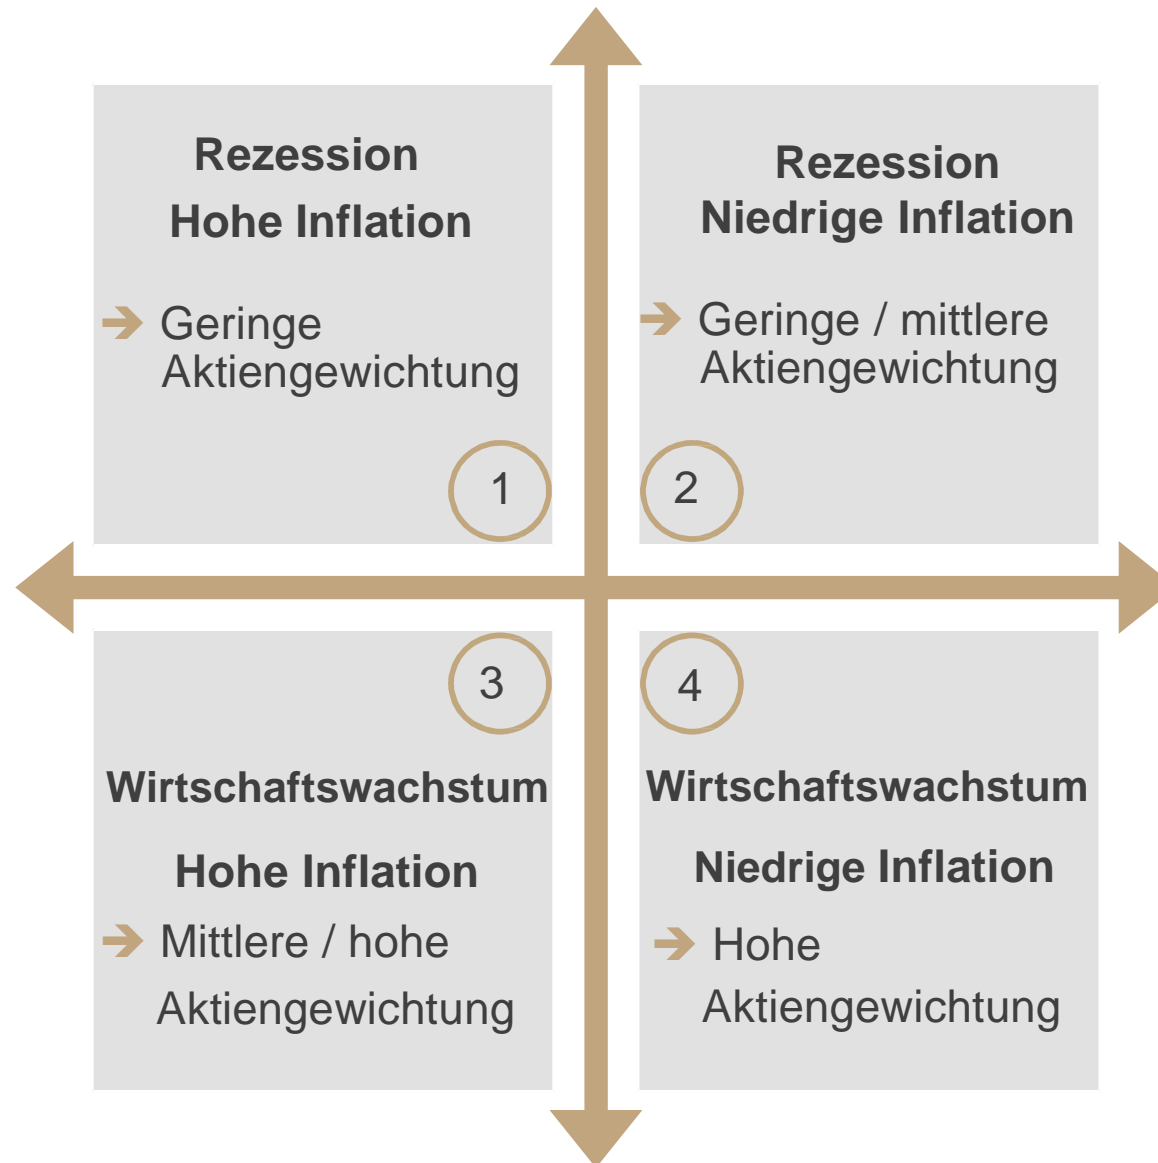 Rezession
Hohe Inflation
➔ Geringe
Aktiengewichtung
1
Rezession
Niedrige Inflation
➔ Geringe / mittlere
Aktiengewichtung
2
3
Wirtschaftswachstum
Hohe Inflation
➔ Mittlere / hohe
Aktiengewichtung
4
Wirtschaftswachstum
Niedrige Inflation
➔ Hohe
Aktiengewichtung